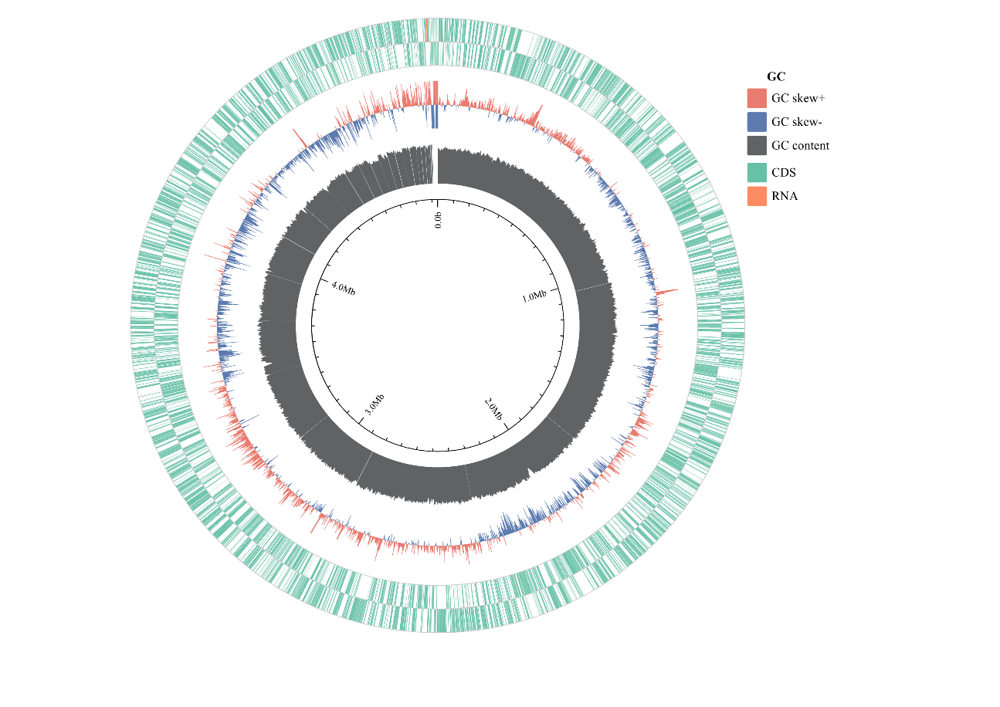 GC
GC skew+
GC skew-
GC content
CDS
RNA
0.0b
1.0Mb
2.0Mb
3.0Mb
4.0Mb